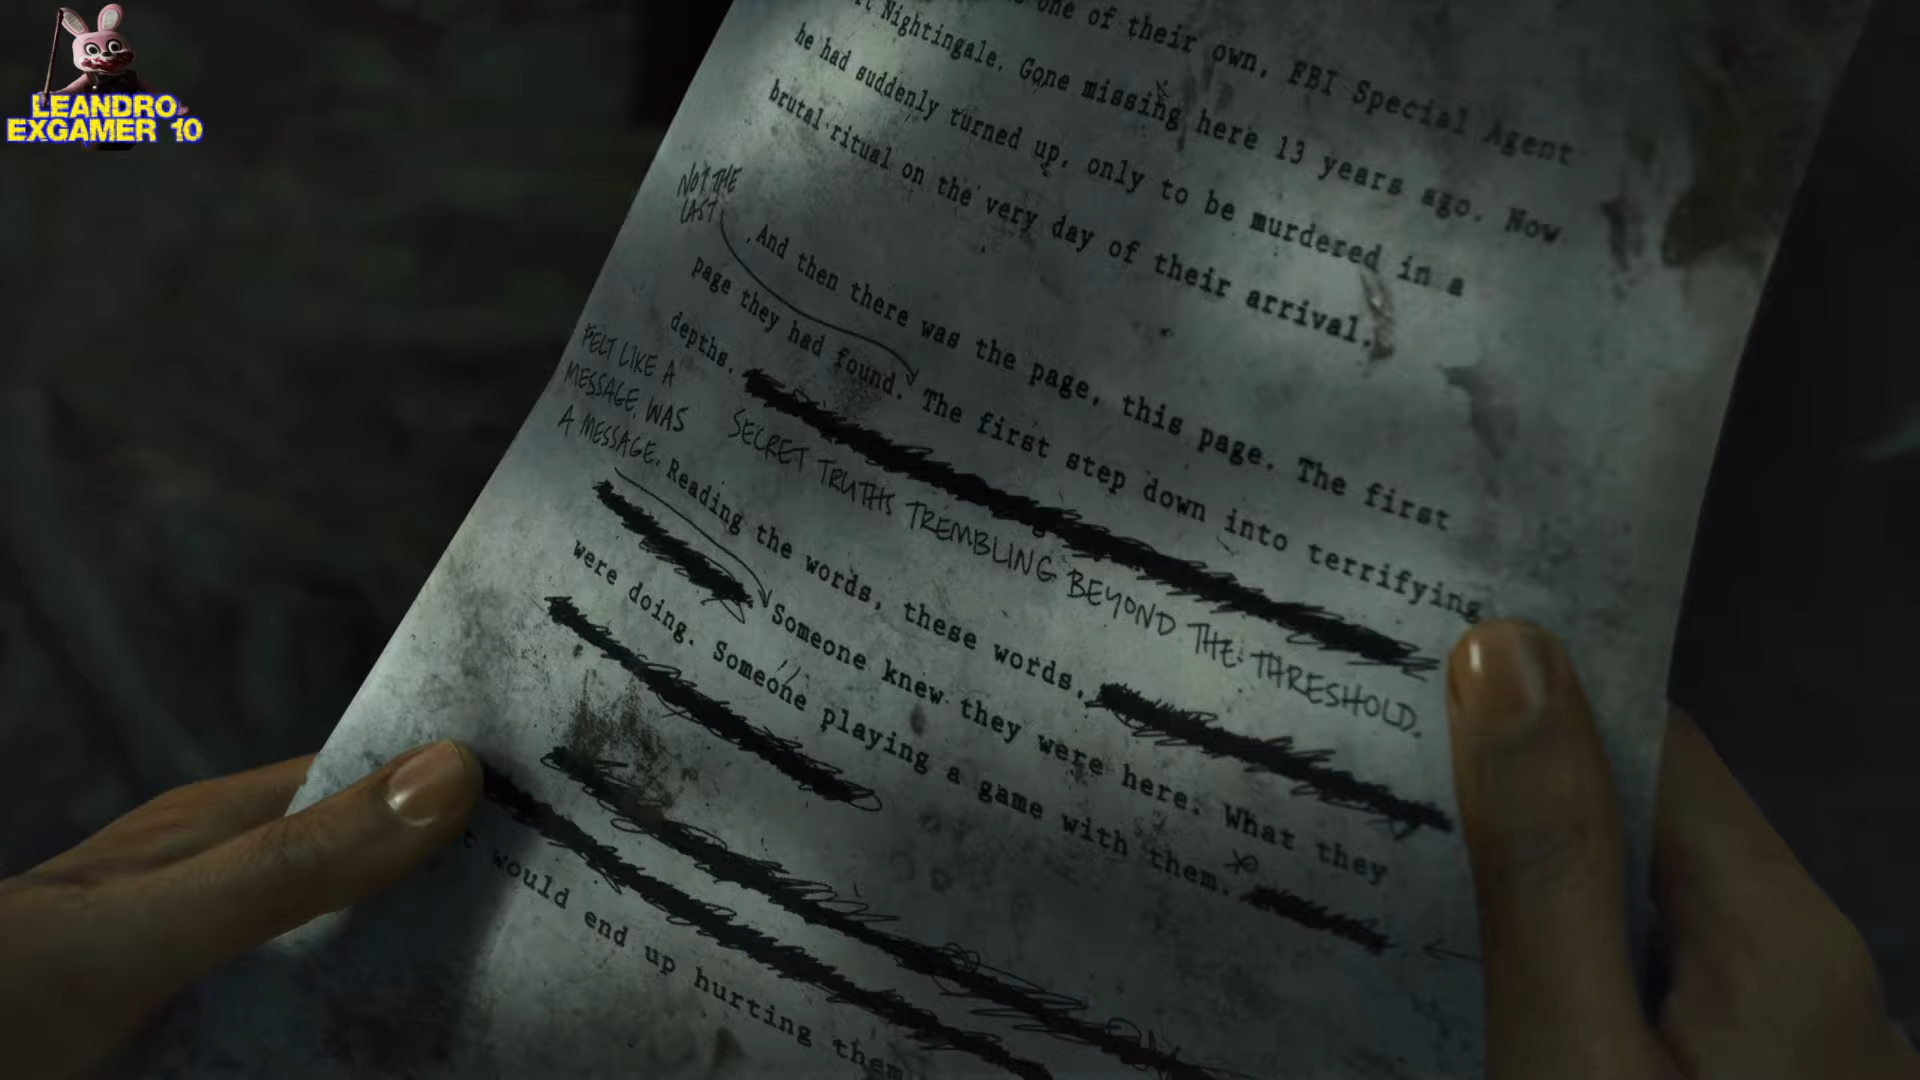 LEANDRO
EXGAMER 10
one of their own, FBI Special Agent
Nightingale. Gone missing here 13 years ago. Now
he had suddenly turned up, only to be murdered in a
brutal ritual on the very day of their arrival.
NOT THE
LAST
And then there was the page, this page. The first
page they had found. The first step down into terrifying
depths.
SECRET TRUTHS TREMBLING BEYOND THE THRESHOLD.
FELT LIKE A
MESSAGE, WAS
A MESSAGE.
Reading the words, these words,
Someone knew they were here. What they
were doing. Someone playing a game with them.
would end up hurting them